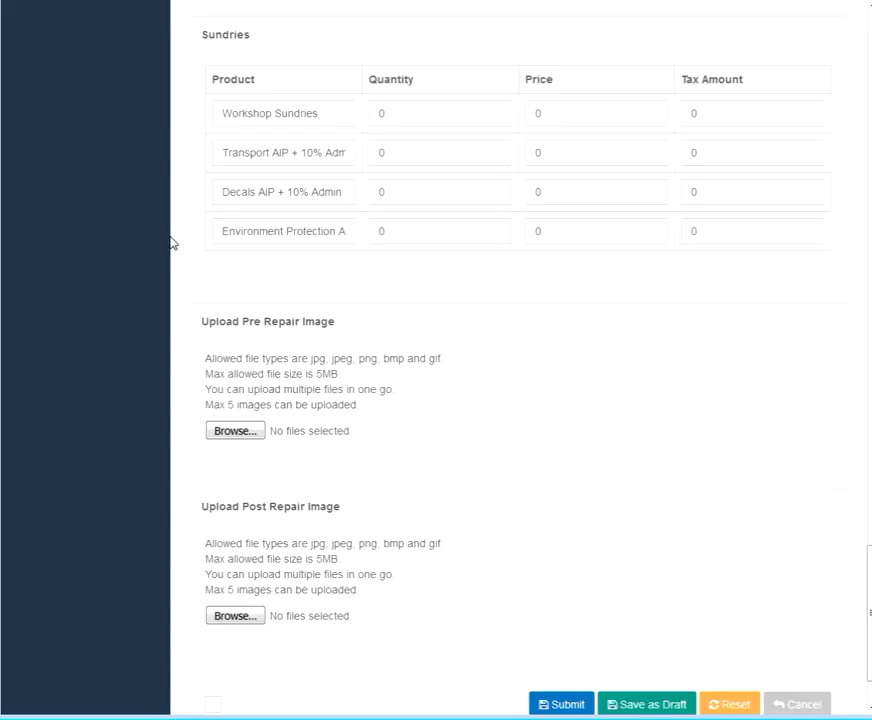 Sundries
Product Quantity Price Tax Amount
Workshop Sundries 0 0 0
Transport AIP + 10% Adm 0 0 0
Decals AIP + 10% Admin 0 0 0
Environment Protection A 0 0 0
Upload Pre Repair Image
Allowed file types are jpg, jpeg, png, bmp and gif.
Max allowed file size is 5MB.
You can upload multiple files in one go.
Max 5 images can be uploaded.
Browse... No files selected.
Upload Post Repair Image
Allowed file types are jpg, jpeg, png, bmp and gif
Max allowed file size is 5MB.
You can upload multiple files in one go.
Max 5 images can be uploaded.
Browse... No files selected.
Submit Save as Draft Reset Cancel